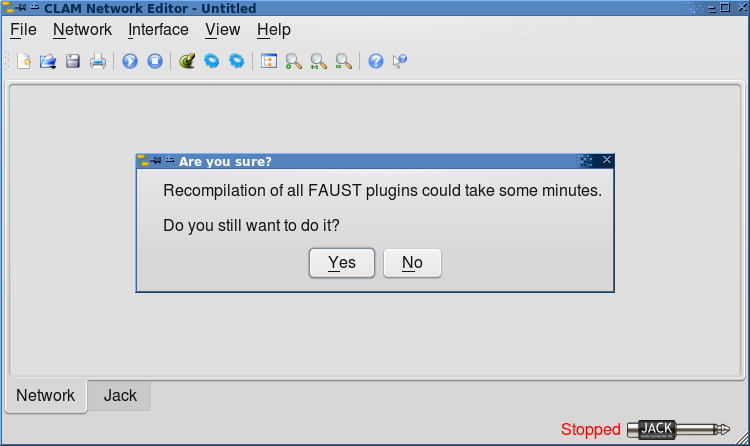 CLAM Network Editor - Untitled
File Network Interface View Help
Are you sure?
Recompilation of all FAUST plugins could take some minutes.
Do you still want to do it?
Yes No
Network Jack
Stopped JACK